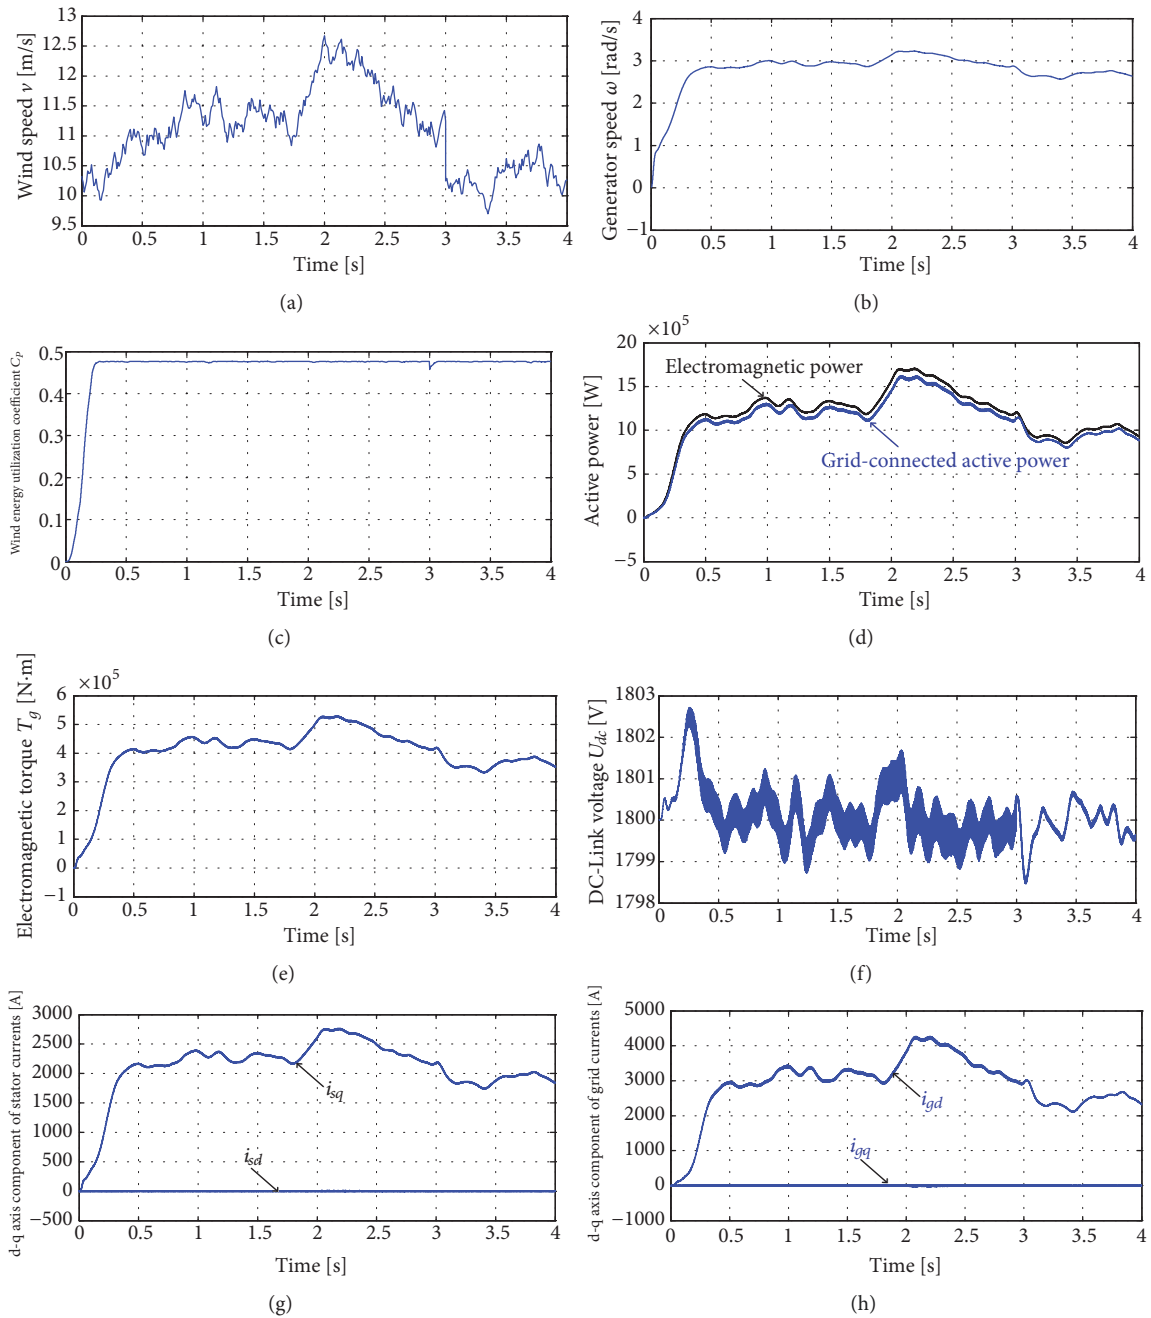 13
12.5
12
11.5
11
10.5
10
9.5
Wind speed v [m/s]
0 0.5 1 1.5 2 2.5 3 3.5 4
Time [s]
(a)
4
3
2
1
0
−1
Generator speed ω [rad/s]
0 0.5 1 1.5 2 2.5 3 3.5 4
Time [s]
(b)
0.5
0.4
0.3
0.2
0.1
0
Wind energy utilization coefficient CP
0 0.5 1 1.5 2 2.5 3 3.5 4
Time [s]
(c)
×10^5
20
15
10
5
0
−5
Active power [W]
Electromagnetic power
Grid-connected active power
0 0.5 1 1.5 2 2.5 3 3.5 4
Time [s]
(d)
×10^5
6
5
4
3
2
1
0
−1
Electromagnetic torque Tg [N·m]
0 0.5 1 1.5 2 2.5 3 3.5 4
Time [s]
(e)
1803
1802
1801
1800
1799
1798
DC-Link voltage Udc [V]
0 0.5 1 1.5 2 2.5 3 3.5 4
Time [s]
(f)
3000
2500
2000
1500
1000
500
0
−500
d-q axis component of stator currents [A]
isq
isd
0 0.5 1 1.5 2 2.5 3 3.5 4
Time [s]
(g)
5000
4000
3000
2000
1000
0
−1000
d-q axis component of grid currents [A]
igd
igq
0 0.5 1 1.5 2 2.5 3 3.5 4
Time [s]
(h)